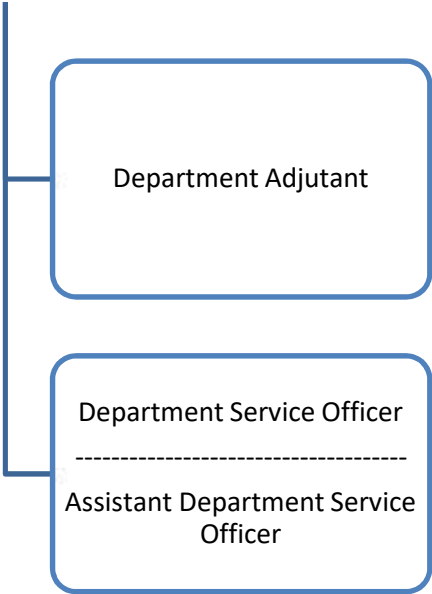 Department Adjutant
Department Service Officer
------------------------------------
Assistant Department Service
Officer